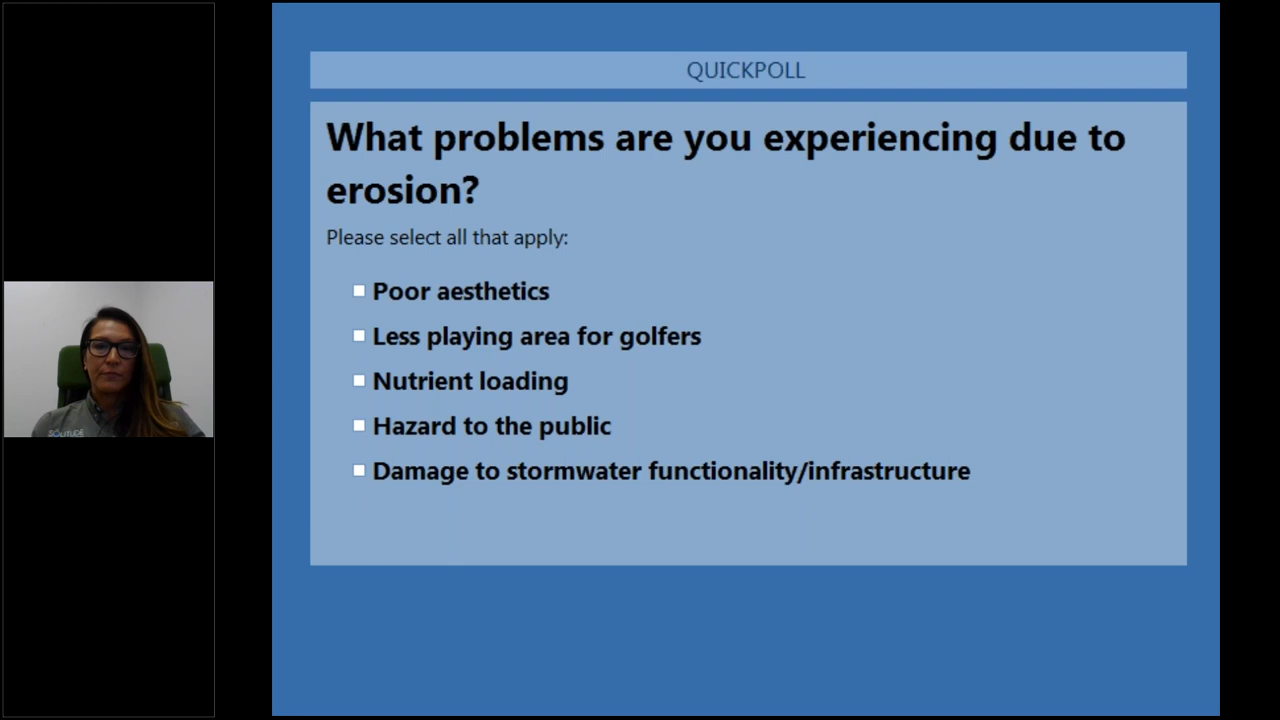 QUICKPOLL
What problems are you experiencing due to
erosion?
Please select all that apply:
Poor aesthetics
Less playing area for golfers
Nutrient loading
Hazard to the public
Damage to stormwater functionality/infrastructure
SOLITUDE